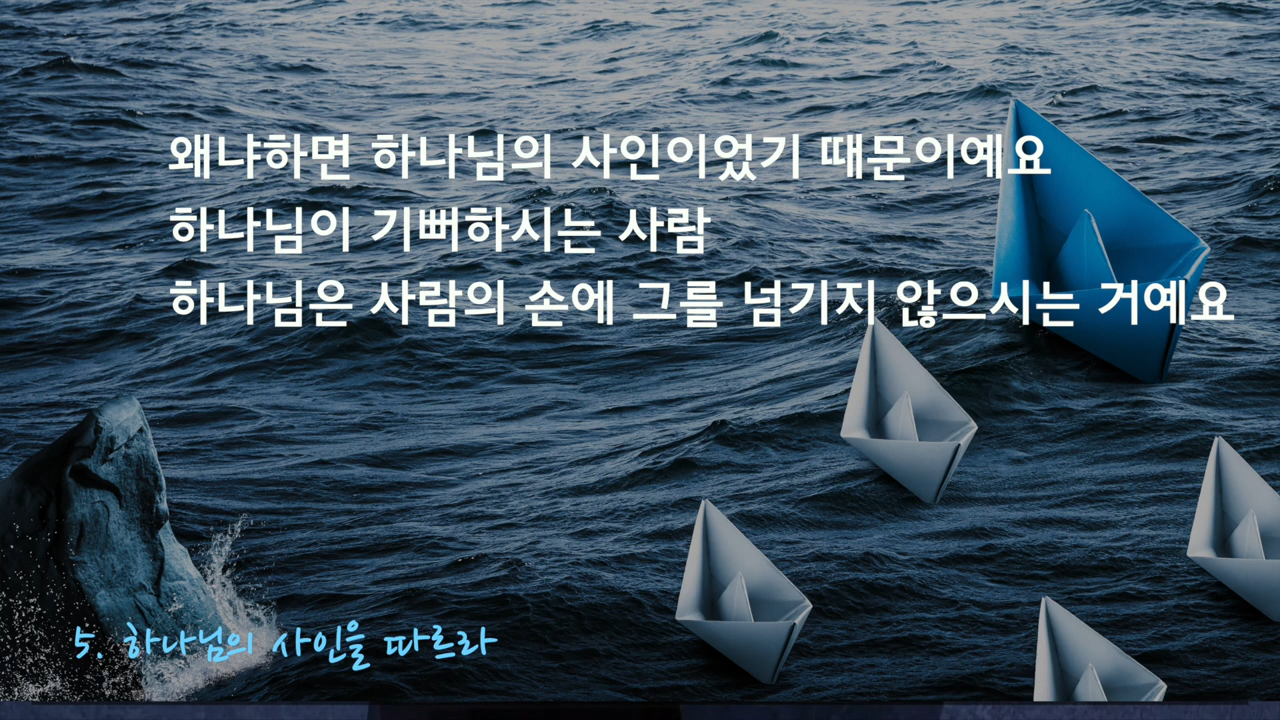 왜냐하면 하나님의 사인이었기 때문이예요
하나님이 기뻐하시는 사람
하나님은 사람의 손에 그를 넘기지 않으시는 거예요
5. 하나님의 사인을 따르라